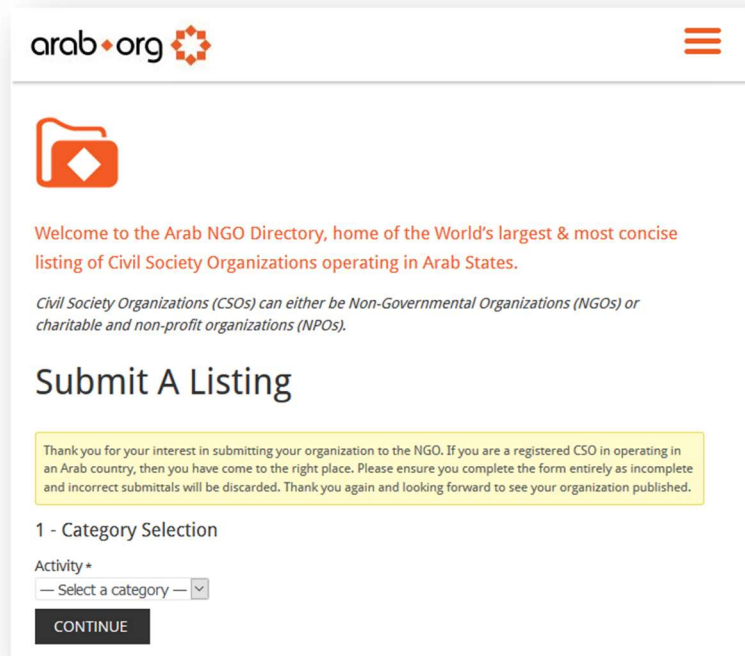 arab◆org
Welcome to the Arab NGO Directory, home of the World's largest & most concise
listing of Civil Society Organizations operating in Arab States.
Civil Society Organizations (CSOs) can either be Non-Governmental Organizations (NGOs) or
charitable and non-profit organizations (NPOs).
Submit A Listing
Thank you for your interest in submitting your organization to the NGO. If you are a registered CSO in operating in
an Arab country, then you have come to the right place. Please ensure you complete the form entirely as incomplete
and incorrect submittals will be discarded. Thank you again and looking forward to see your organization published.
1 - Category Selection
Activity *
— Select a category —
CONTINUE